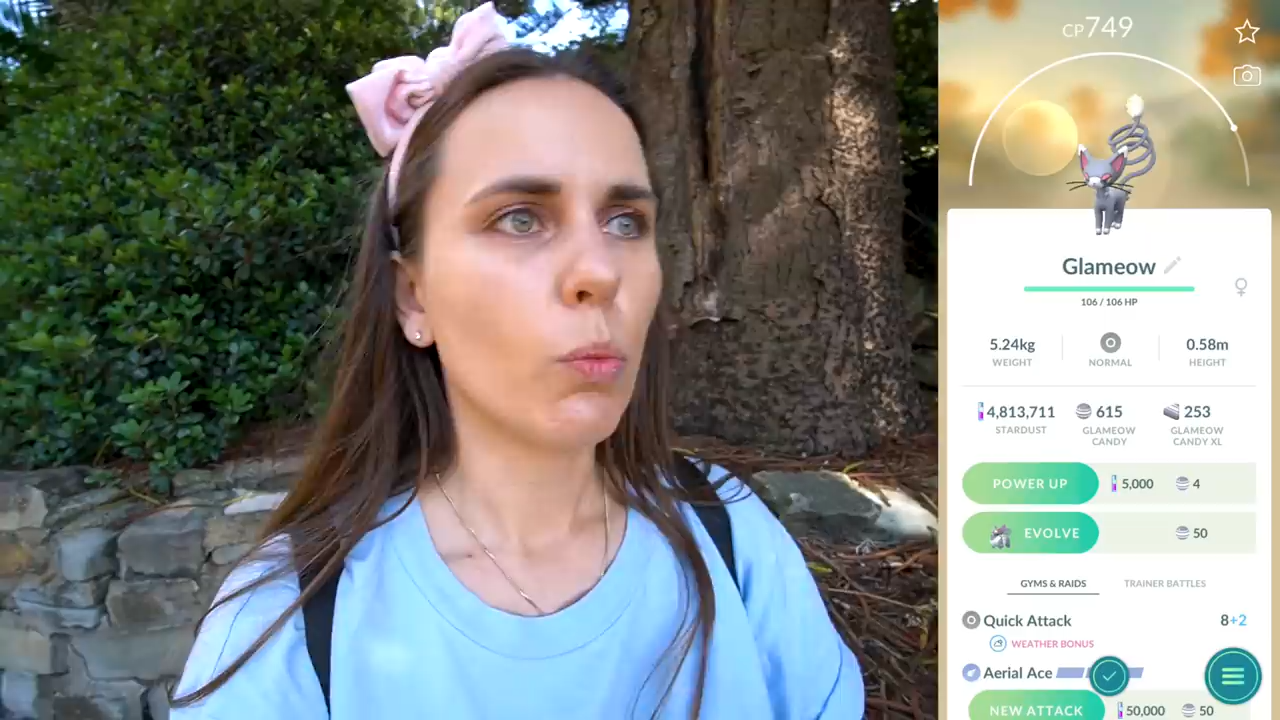 CP749
Glameow
106 / 106 HP
5.24kg
WEIGHT
NORMAL
0.58m
HEIGHT
4,813,711
STARDUST
615
GLAMEOW
CANDY
253
GLAMEOW
CANDY XL
POWER UP 5,000 4
EVOLVE 50
GYMS & RAIDS TRAINER BATTLES
Quick Attack 8+2
WEATHER BONUS
Aerial Ace
NEW ATTACK 50,000 50